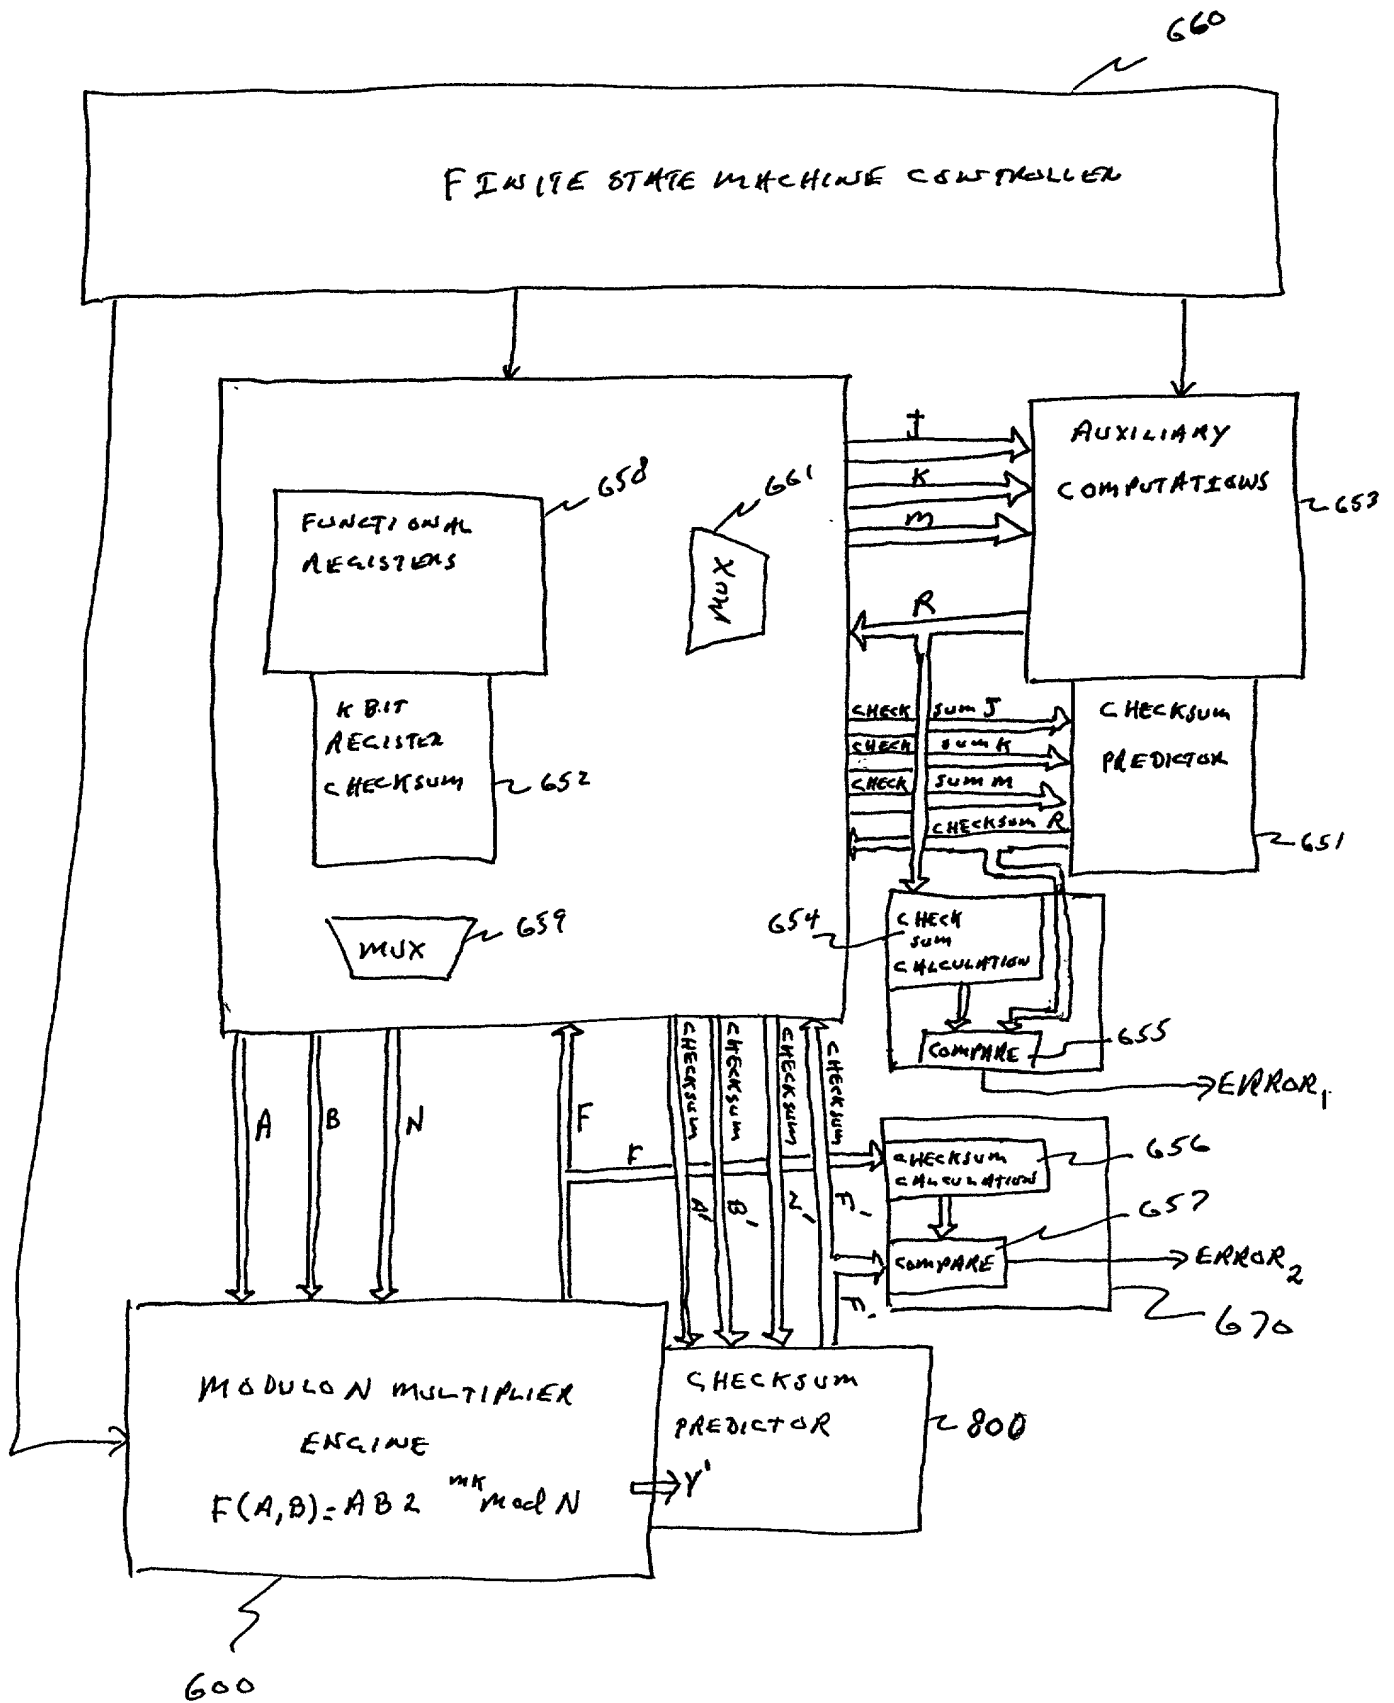 660
FINITE STATE MACHINE CONTROLLER
J
AUXILIARY
COMPUTATIONS
653
K
m
658
FUNCTIONAL
REGISTERS
661
MUX
R
K BIT
REGISTER
CHECKSUM
652
CHECK SUM J
CHECK SUM K
CHECK SUM m
CHECKSUM R
CHECKSUM
PREDICTOR
651
659
MUX
654
CHECK
SUM
CALCULATION
COMPARE
655
ERROR1
A
B
N
F
F
CHECKSUM A'
CHECKSUM B'
CHECKSUM N'
CHECKSUM F'
F'
CHECKSUM
CALCULATION
656
COMPARE
657
ERROR2
670
MODULO N MULTIPLIER
ENGINE
F(A,B)=AB2 mk mod N
Y'
CHECKSUM
PREDICTOR
800
600